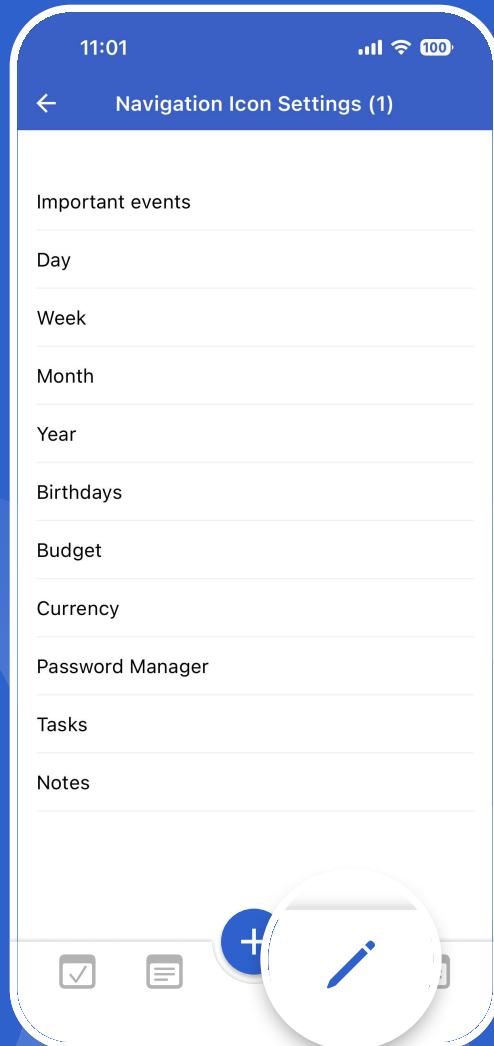 11:01
100
Navigation Icon Settings (1)
Important events
Day
Week
Month
Year
Birthdays
Budget
Currency
Password Manager
Tasks
Notes